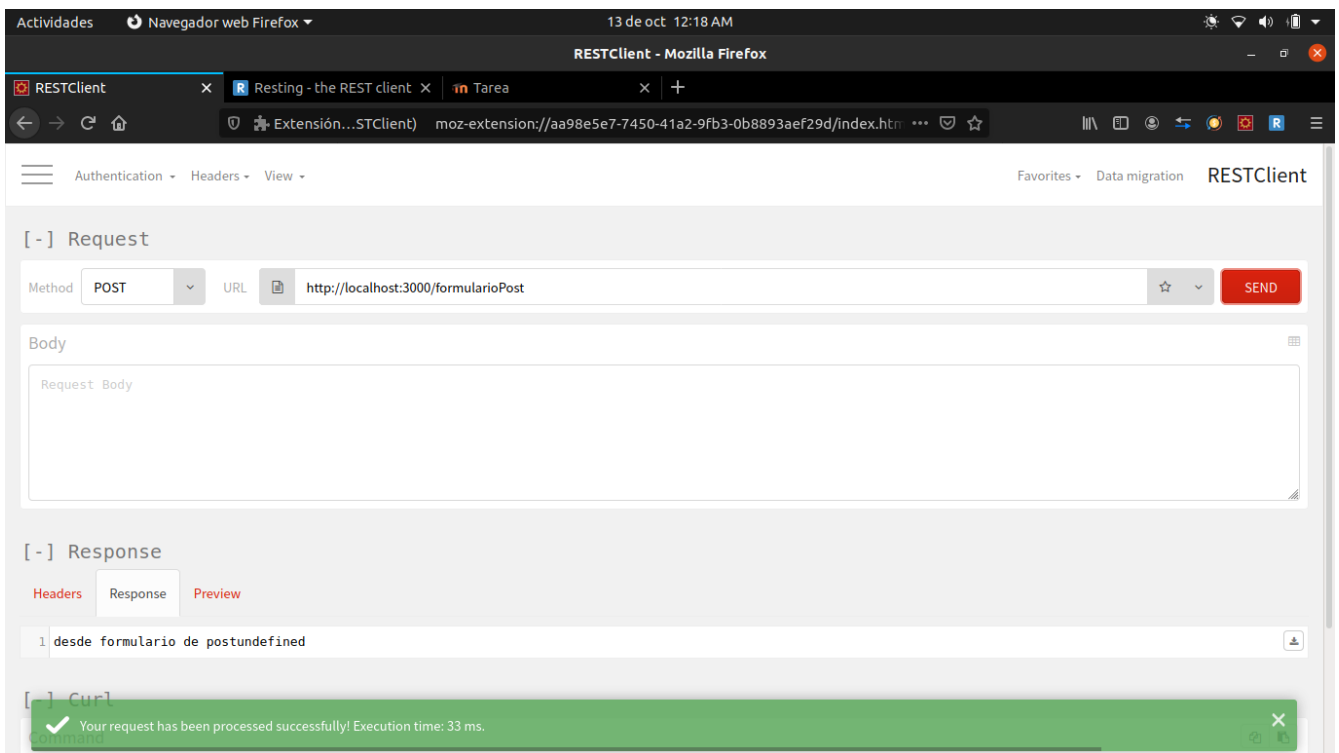 Actividades Navegador web Firefox 13 de oct 12:18 AM
RESTClient - Mozilla Firefox
RESTClient Resting - the REST client Tarea
Extensión...STClient) moz-extension://aa98e5e7-7450-41a2-9fb3-0b8893aef29d/index.htm
Authentication Headers View Favorites Data migration RESTClient
[-] Request
Method POST URL http://localhost:3000/formularioPost SEND
Body
Request Body
[-] Response
Headers Response Preview
1 desde formulario de postundefined
[-] Curl
Your request has been processed successfully! Execution time: 33 ms.
Command